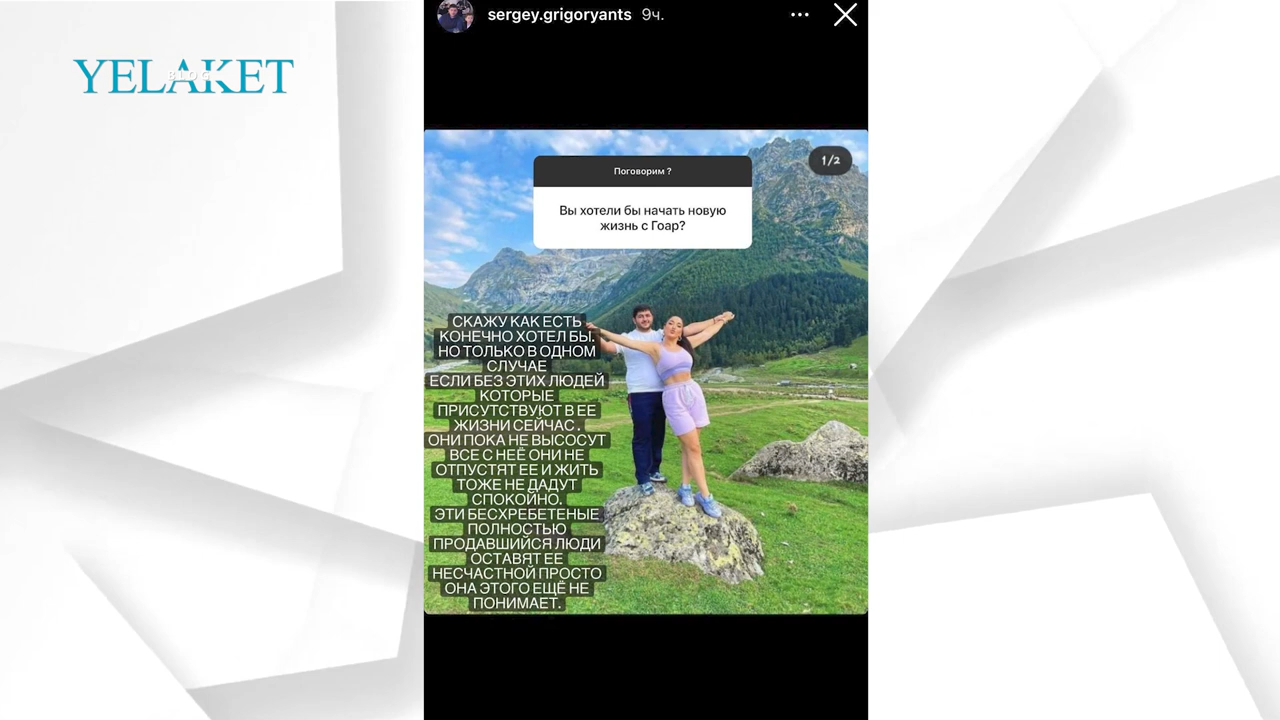 sergey.grigoryants 9ч.
YELAKET
BLOG
1/2
Поговорим ?
Вы хотели бы начать новую
жизнь с Гоар?
СКАЖУ КАК ЕСТЬ
КОНЕЧНО ХОТЕЛ БЫ.
НО ТОЛЬКО В ОДНОМ
СЛУЧАЕ
ЕСЛИ БЕЗ ЭТИХ ЛЮДЕЙ
КОТОРЫЕ
ПРИСУТСТВУЮТ В ЕЕ
ЖИЗНИ СЕЙЧАС .
ОНИ ПОКА НЕ ВЫСОСУТ
ВСЕ С НЕЁ ОНИ НЕ
ОТПУСТЯТ ЕЕ И ЖИТЬ
ТОЖЕ НЕ ДАДУТ
СПОКОЙНО.
ЭТИ БЕСХРЕБЕТЕНЫЕ
ПОЛНОСТЬЮ
ПРОДАВШИЙСЯ ЛЮДИ
ОСТАВЯТ ЕЕ
НЕСЧАСТНОЙ ПРОСТО
ОНА ЭТОГО ЕЩЁ НЕ
ПОНИМАЕТ.